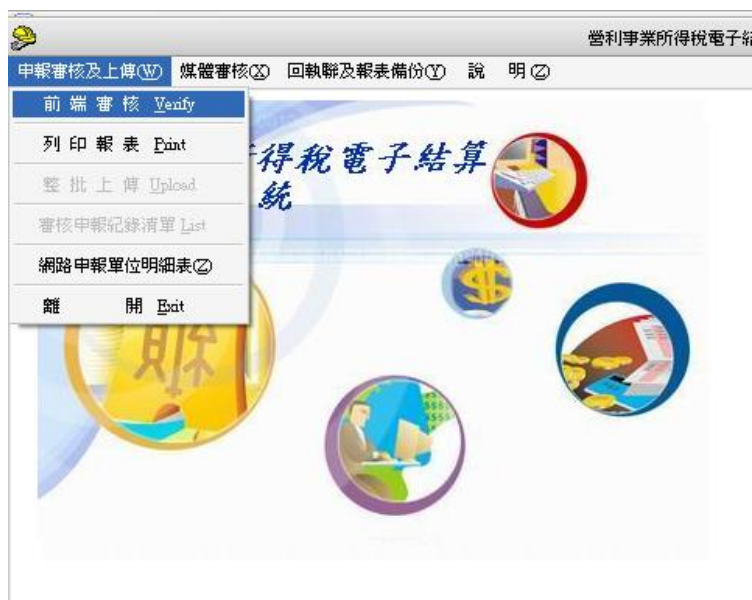 營利事業所得稅電子結
申報審核及上傳(W) 媒體審核(X) 回執聯及報表備份(Y) 說 明(Z)
前 端 審 核 Verify
列 印 報 表 Print
整 批 上 傳 Upload
審核申報紀錄清單 List
網路申報單位明細表(Z)
離 開 Exit
得稅電子結算
統
財
$
$$$$